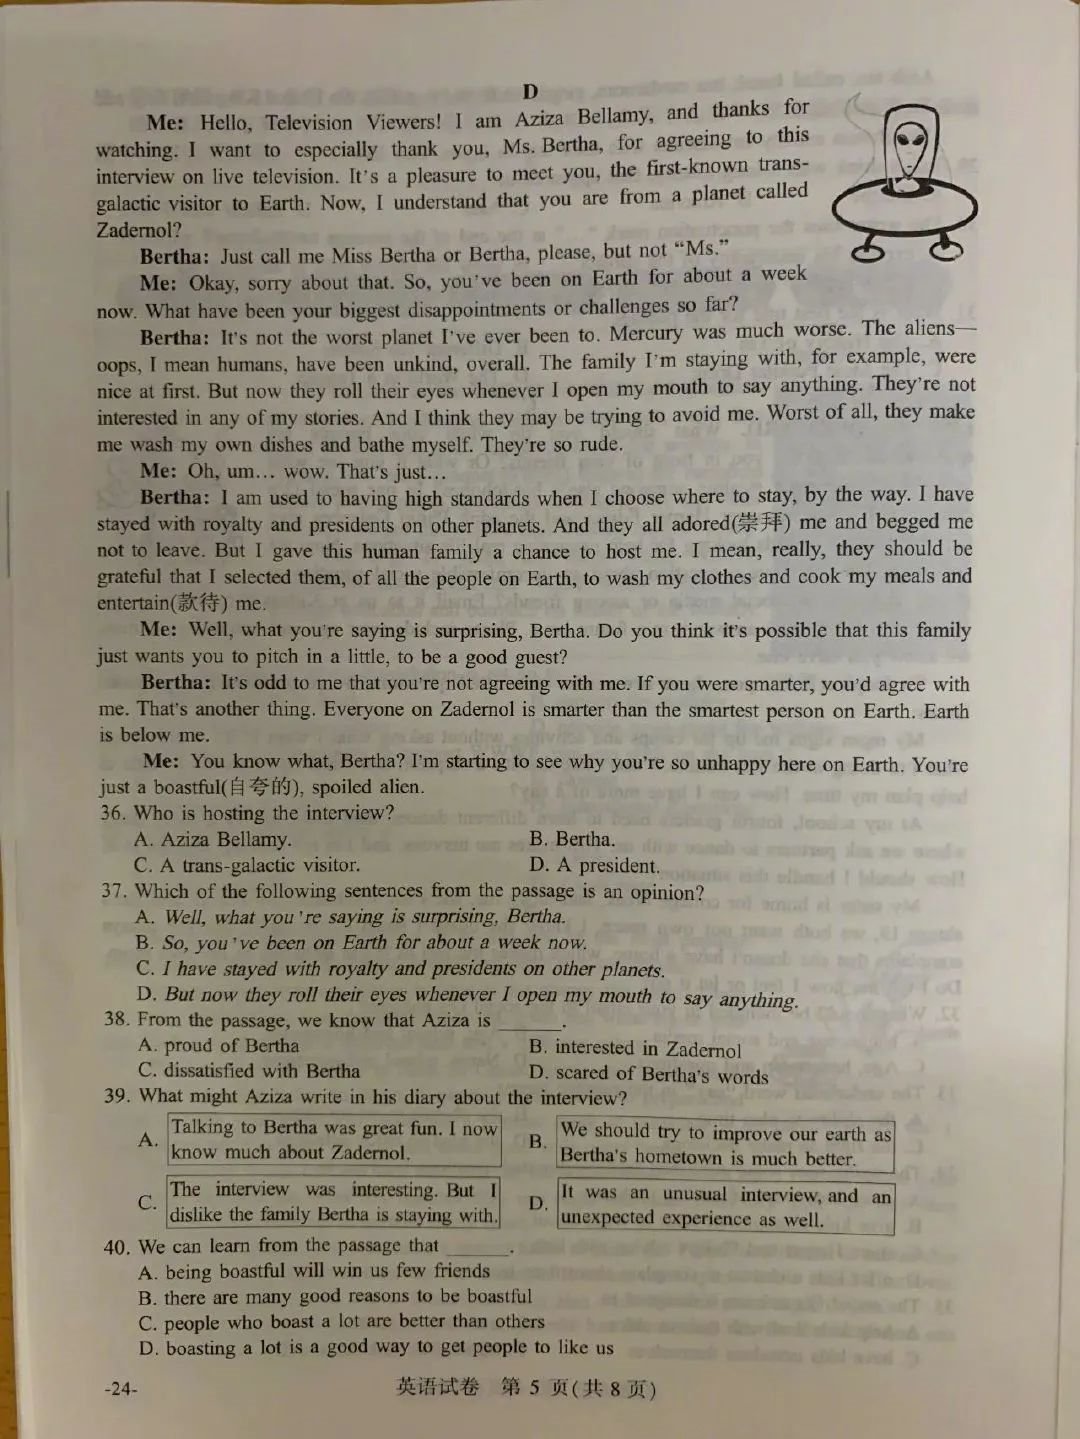 D
Me: Hello, Television Viewers! I am Aziza Bellamy, and thanks for
watching. I want to especially thank you, Ms. Bertha, for agreeing to this
interview on live television. It's a pleasure to meet you, the first-known trans-
galactic visitor to Earth. Now, I understand that you are from a planet called
Zadernol?
Bertha: Just call me Miss Bertha or Bertha, please, but not “Ms.”
Me: Okay, sorry about that. So, you've been on Earth for about a week
now. What have been your biggest disappointments or challenges so far?
Bertha: It's not the worst planet I've ever been to. Mercury was much worse. The aliens—
oops, I mean humans, have been unkind, overall. The family I'm staying with, for example, were
nice at first. But now they roll their eyes whenever I open my mouth to say anything. They're not
interested in any of my stories. And I think they may be trying to avoid me. Worst of all, they make
me wash my own dishes and bathe myself. They're so rude.
Me: Oh, um... wow. That's just...
Bertha: I am used to having high standards when I choose where to stay, by the way. I have
stayed with royalty and presidents on other planets. And they all adored(崇拜) me and begged me
not to leave. But I gave this human family a chance to host me. I mean, really, they should be
grateful that I selected them, of all the people on Earth, to wash my clothes and cook my meals and
entertain(款待) me.
Me: Well, what you're saying is surprising, Bertha. Do you think it's possible that this family
just wants you to pitch in a little, to be a good guest?
Bertha: It's odd to me that you're not agreeing with me. If you were smarter, you'd agree with
me. That's another thing. Everyone on Zadernol is smarter than the smartest person on Earth. Earth
is below me.
Me: You know what, Bertha? I'm starting to see why you're so unhappy here on Earth. You're
just a boastful(自夸的), spoiled alien.
36. Who is hosting the interview?
A. Aziza Bellamy. B. Bertha.
C. A trans-galactic visitor. D. A president.
37. Which of the following sentences from the passage is an opinion?
A. Well, what you're saying is surprising, Bertha.
B. So, you've been on Earth for about a week now.
C. I have stayed with royalty and presidents on other planets.
D. But now they roll their eyes whenever I open my mouth to say anything.
38. From the passage, we know that Aziza is ______.
A. proud of Bertha B. interested in Zadernol
C. dissatisfied with Bertha D. scared of Bertha's words
39. What might Aziza write in his diary about the interview?
A. Talking to Bertha was great fun. I now
know much about Zadernol.
B. We should try to improve our earth as
Bertha's hometown is much better.
C. The interview was interesting. But I
dislike the family Bertha is staying with.
D. It was an unusual interview, and an
unexpected experience as well.
40. We can learn from the passage that ______.
A. being boastful will win us few friends
B. there are many good reasons to be boastful
C. people who boast a lot are better than others
D. boasting a lot is a good way to get people to like us
-24- 英语试卷 第 5 页(共 8 页)